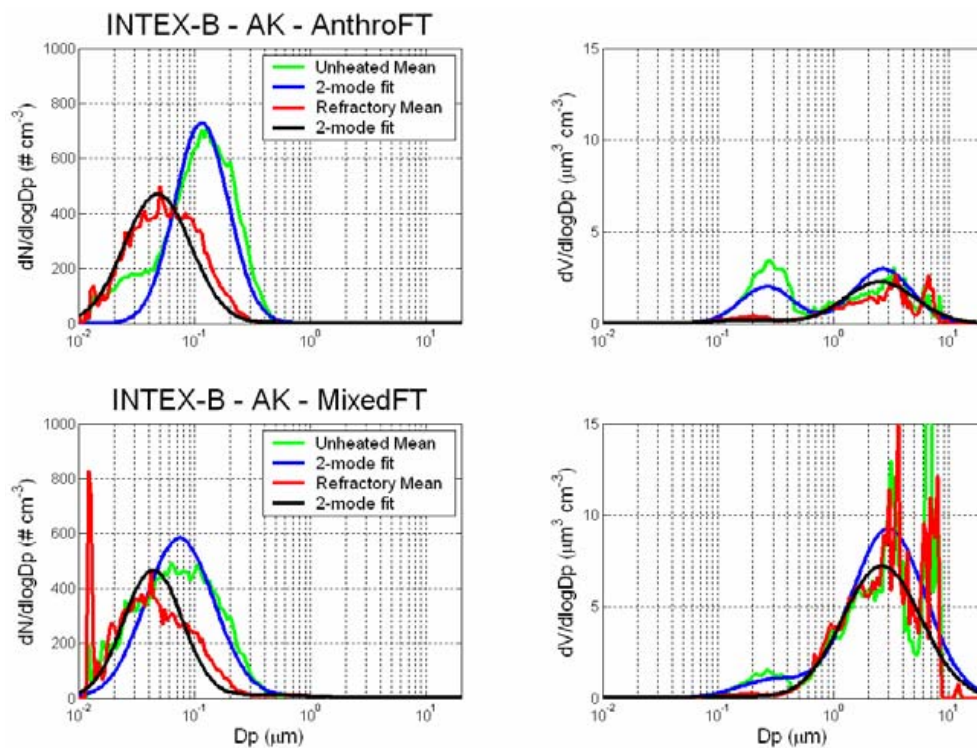 INTEX-B - AK - AnthroFT
dN/dlogDp (# cm-3)
1000
800
600
400
200
0
10-2
10-1
100
101
Unheated Mean
2-mode fit
Refractory Mean
2-mode fit
dV/dlogDp (μm3 cm-3)
15
10
5
0
10-2
10-1
100
101
INTEX-B - AK - MixedFT
dN/dlogDp (# cm-3)
1000
800
600
400
200
0
10-2
10-1
100
101
Dp (μm)
Unheated Mean
2-mode fit
Refractory Mean
2-mode fit
dV/dlogDp (μm3 cm-3)
15
10
5
0
10-2
10-1
100
101
Dp (μm)